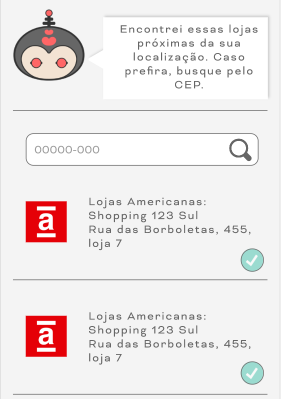 Encontrei essas lojas
próximas da sua
localização. Caso
prefira, busque pelo
CEP.
00000-000
a
Lojas Americanas:
Shopping 123 Sul
Rua das Borboletas, 455,
loja 7
a
Lojas Americanas:
Shopping 123 Sul
Rua das Borboletas, 455,
loja 7